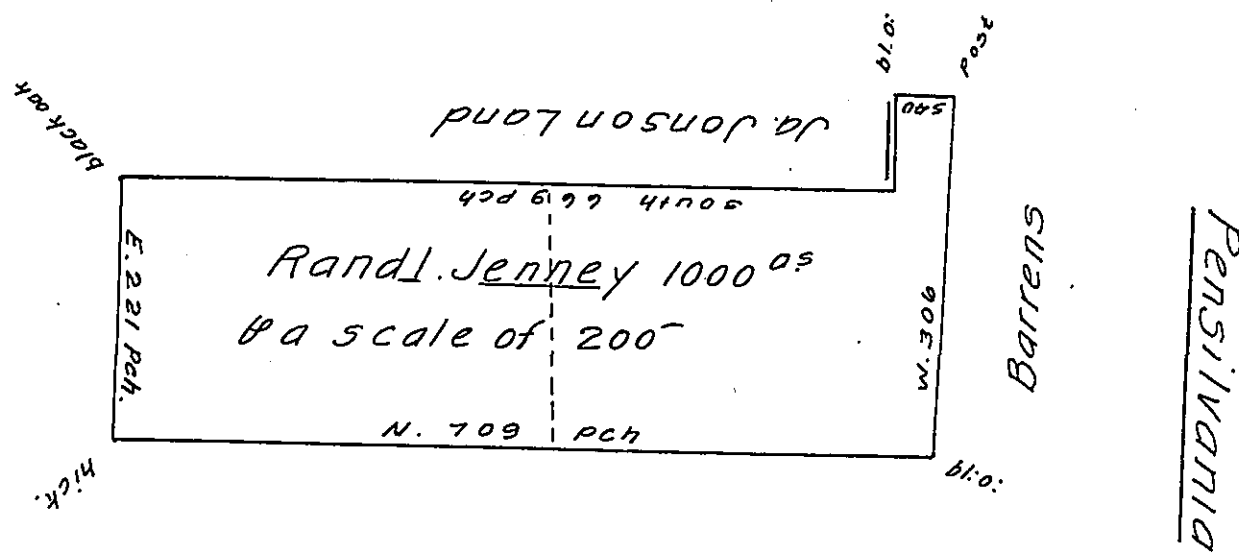 bl.o:
Post
black oak
Ja. Jonson Land
south 669 pch
Randl. Jenney 1000 as
a scale of 200
E. 221 Pch.
N. 709 pch
W. 306
hick.
bl:o:
Barrens
Pensilvania